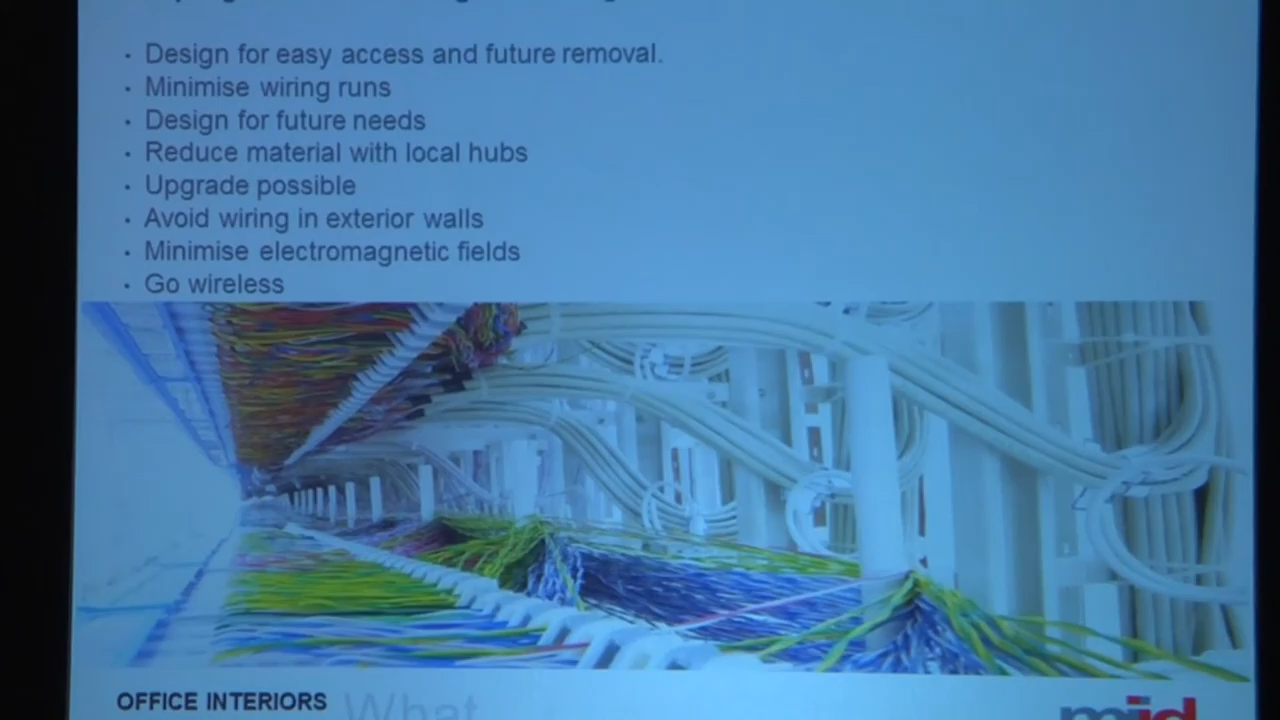 • Design for easy access and future removal.
• Minimise wiring runs
• Design for future needs
• Reduce material with local hubs
• Upgrade possible
• Avoid wiring in exterior walls
• Minimise electromagnetic fields
• Go wireless
OFFICE INTERIORS What